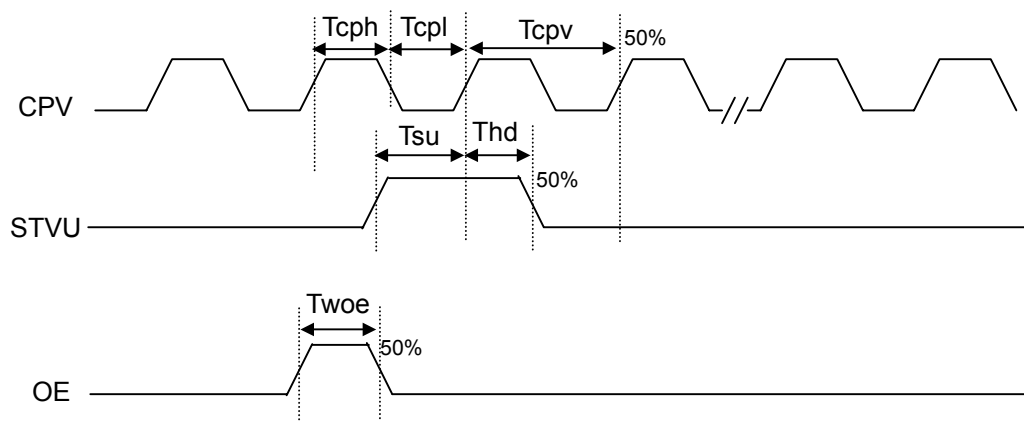 Tcph Tcpl Tcpv 50%
CPV
Tsu Thd
50%
STVU
Twoe
50%
OE